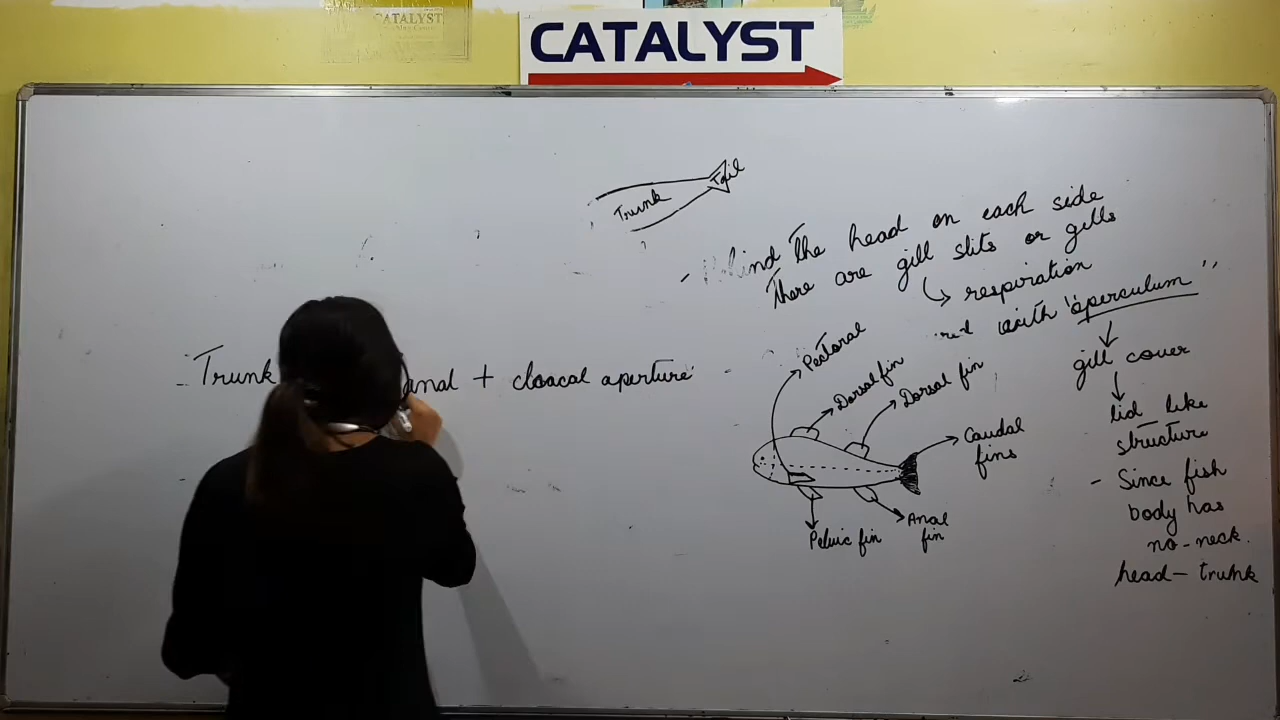 CATALYST
CATALYST
Trunk
Tail
the head on each side
there are gill slits or gills
respiration
with "operculum"
gill cover
lid like
structure
- Since fish
body has
no-neck.
head - trunk
- Trunk
anal + cloacal aperture
Pectoral
Dorsal fin
Dorsal fin
Caudal
fins
Anal
fin
Pelvic fin